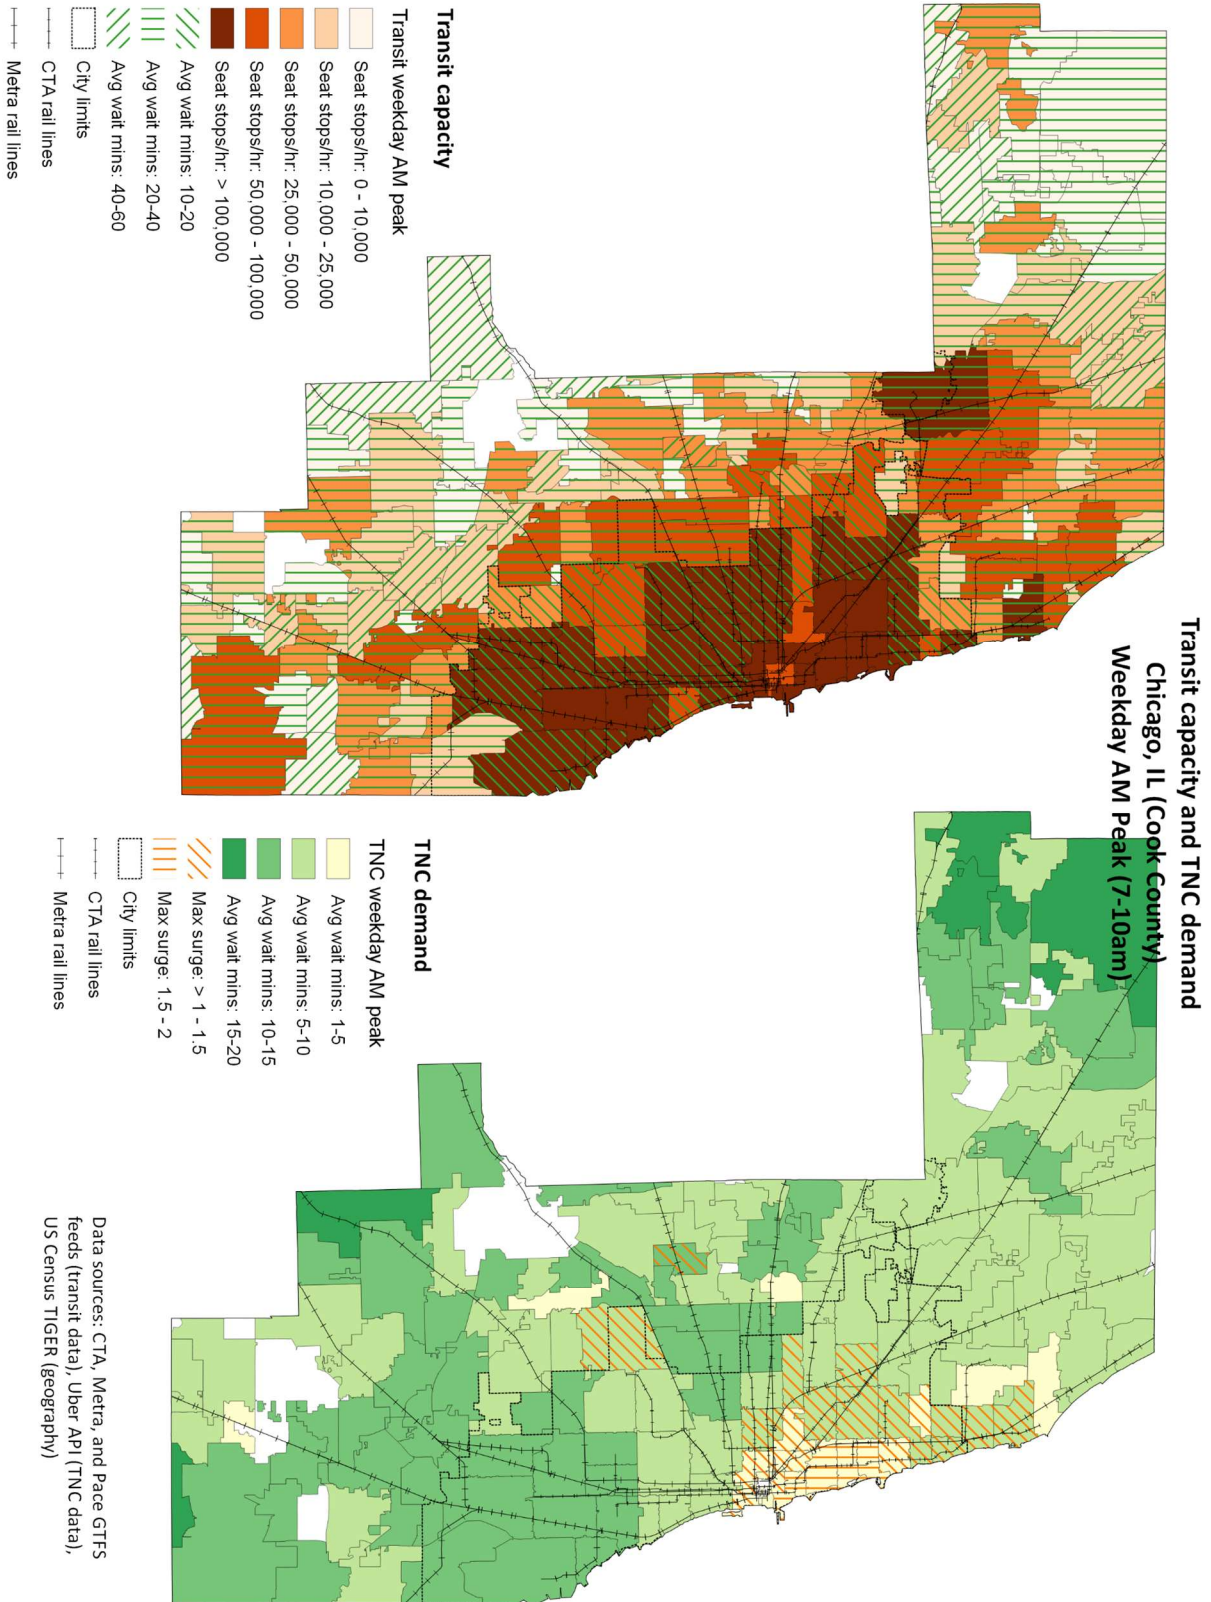 Transit capacity and TNC demand
Chicago, IL (Cook County)
Weekday AM Peak (7-10am)
Transit capacity
Transit weekday AM peak
Seat stops/hr: 0 - 10,000
Seat stops/hr: 10,000 - 25,000
Seat stops/hr: 25,000 - 50,000
Seat stops/hr: 50,000 - 100,000
Seat stops/hr: > 100,000
Avg wait mins: 10-20
Avg wait mins: 20-40
Avg wait mins: 40-60
City limits
CTA rail lines
Metra rail lines
TNC demand
TNC weekday AM peak
Avg wait mins: 1-5
Avg wait mins: 5-10
Avg wait mins: 10-15
Avg wait mins: 15-20
Max surge: > 1 - 1.5
Max surge: 1.5 - 2
City limits
CTA rail lines
Metra rail lines
Data sources: CTA, Metra, and Pace GTFS
feeds (transit data), Uber API (TNC data),
US Census TIGER (geography)